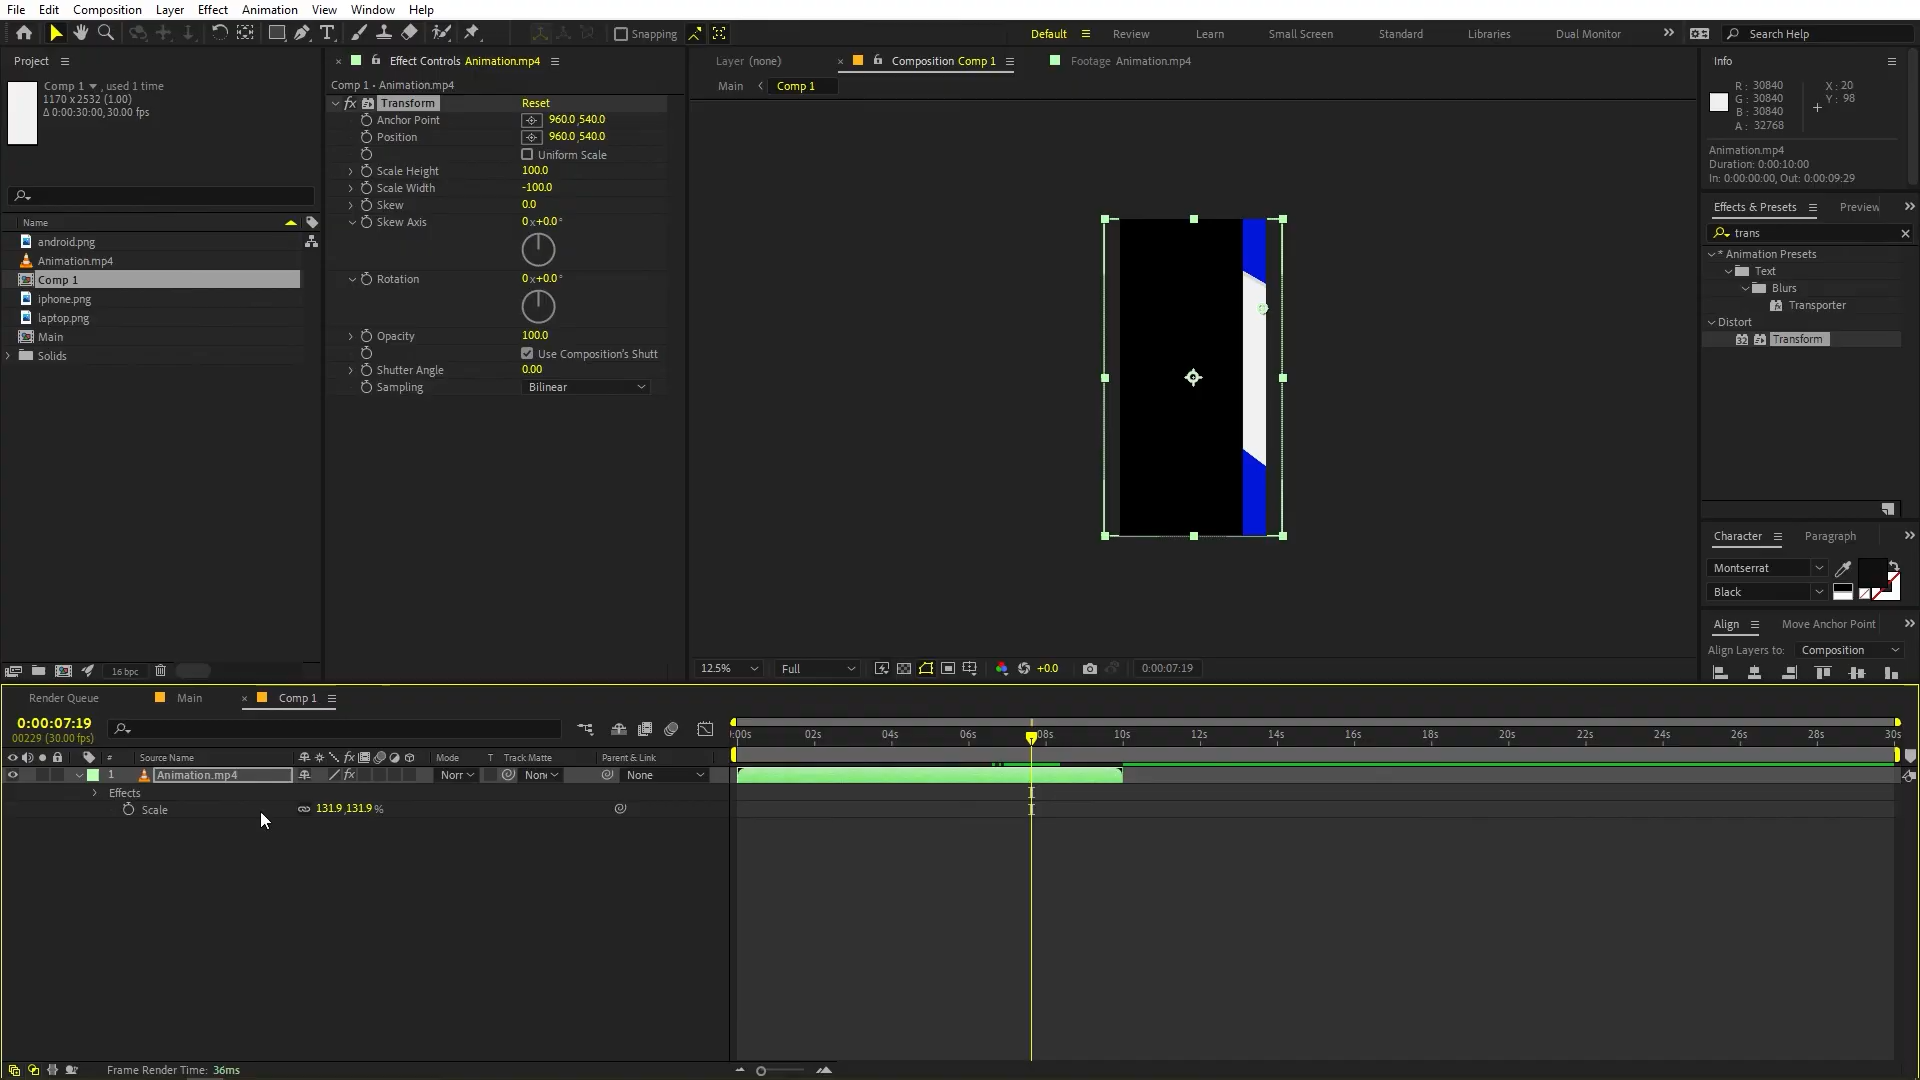 File Edit Composition Layer Effect Animation View Window Help
Snapping
Default Review Learn Small Screen Standard Libraries Dual Monitor Search Help
Project
Comp 1 , used 1 time
1170 x 2532 (1.00)
Δ 0:00:30:00, 30.00 fps
Name
android.png
Animation.mp4
Comp 1
iphone.png
laptop.png
Main
Solids
16 bpc
Effect Controls Animation.mp4
Comp 1 - Animation.mp4
fx Transform Reset
Anchor Point 960.0,540.0
Position 960.0,540.0
Uniform Scale
Scale Height 100.0
Scale Width -100.0
Skew 0.0
Skew Axis 0x+0.0°
Rotation 0x+0.0°
Opacity 100.0
Use Composition's Shutt
Shutter Angle 0.00
Sampling Bilinear
Layer (none) Composition Comp 1 Footage Animation.mp4
Main Comp 1
12.5% Full +0.0 0:00:07:19
Info
R: 30840 X: 20
G: 30840 Y: 98
B: 30840
A: 32768
Animation.mp4
Duration: 0:00:10:00
In: 0:00:00:00, Out: 0:00:09:29
Effects & Presets Preview
trans
* Animation Presets
Text
Blurs
Transporter
Distort
32 Transform
Character Paragraph
Montserrat
Black
Align Move Anchor Point
Align Layers to: Composition
Render Queue Main Comp 1
0:00:07:19
00229 (30.00 fps)
# Source Name fx Mode T Track Matte Parent & Link
:00s 02s 04s 06s 08s 10s 12s 14s 16s 18s 20s 22s 24s 26s 28s 30s
1 Animation.mp4 fx Norr None None
Effects
Scale 131.9,131.9%
Frame Render Time: 36ms